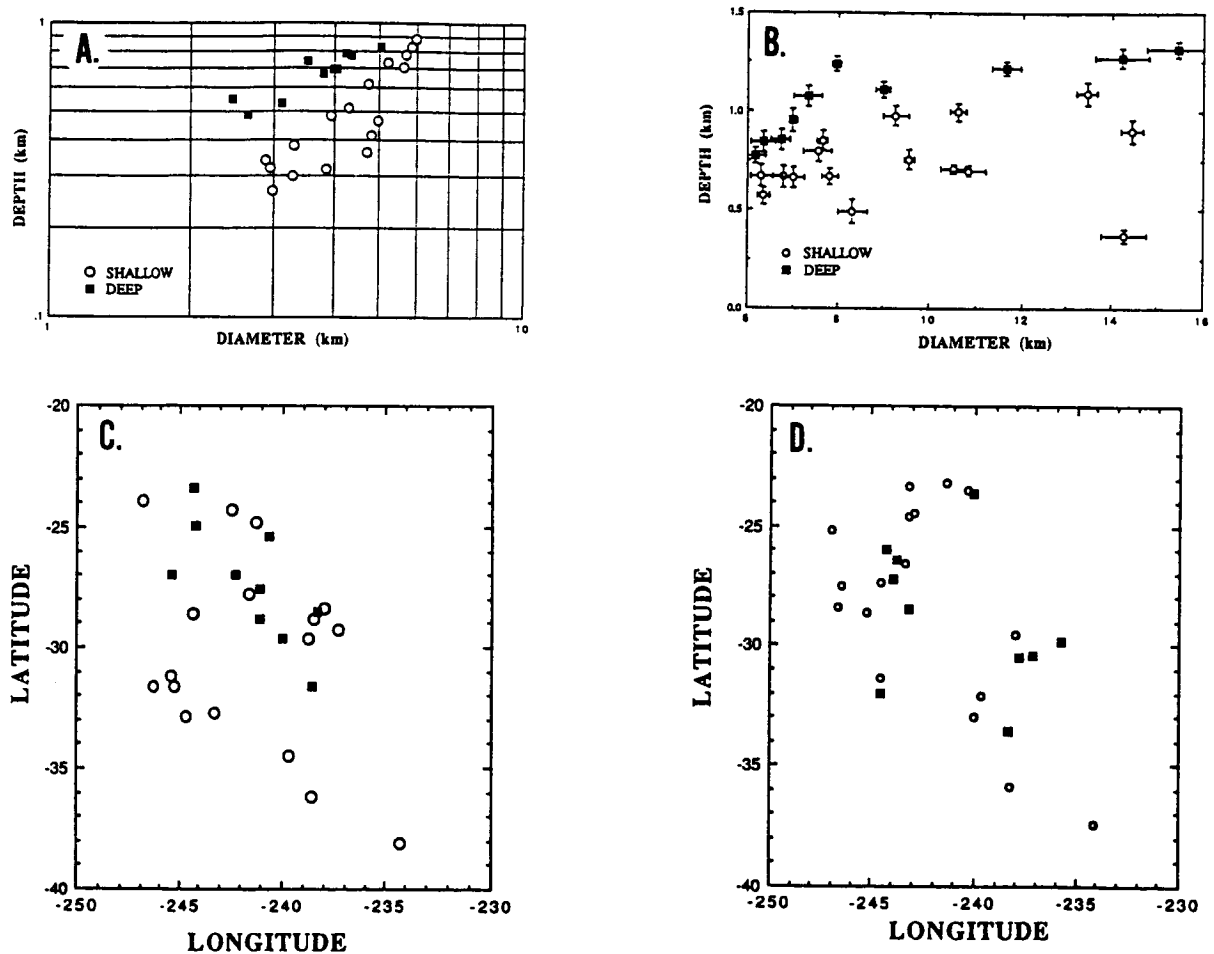 A.
1
DEPTH (km)
SHALLOW
DEEP
.1
1
10
DIAMETER (km)
B.
1.5
1.0
0.5
0.0
DEPTH (km)
SHALLOW
DEEP
6
8
10
12
14
16
DIAMETER (km)
C.
-20
-25
-30
-35
-40
LATITUDE
-250
-245
-240
-235
-230
LONGITUDE
D.
-20
-25
-30
-35
-40
LATITUDE
-250
-245
-240
-235
-230
LONGITUDE